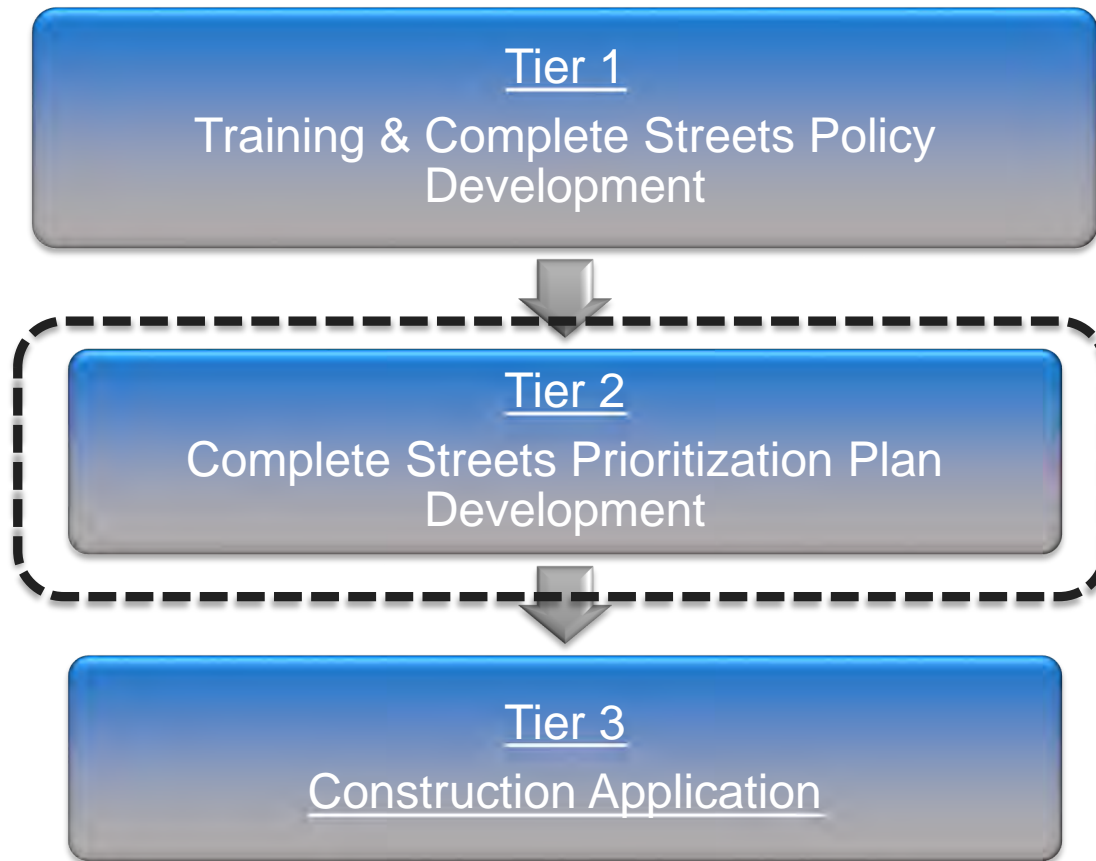 Tier 1
Training & Complete Streets Policy
Development
Tier 2
Complete Streets Prioritization Plan
Development
Tier 3
Construction Application